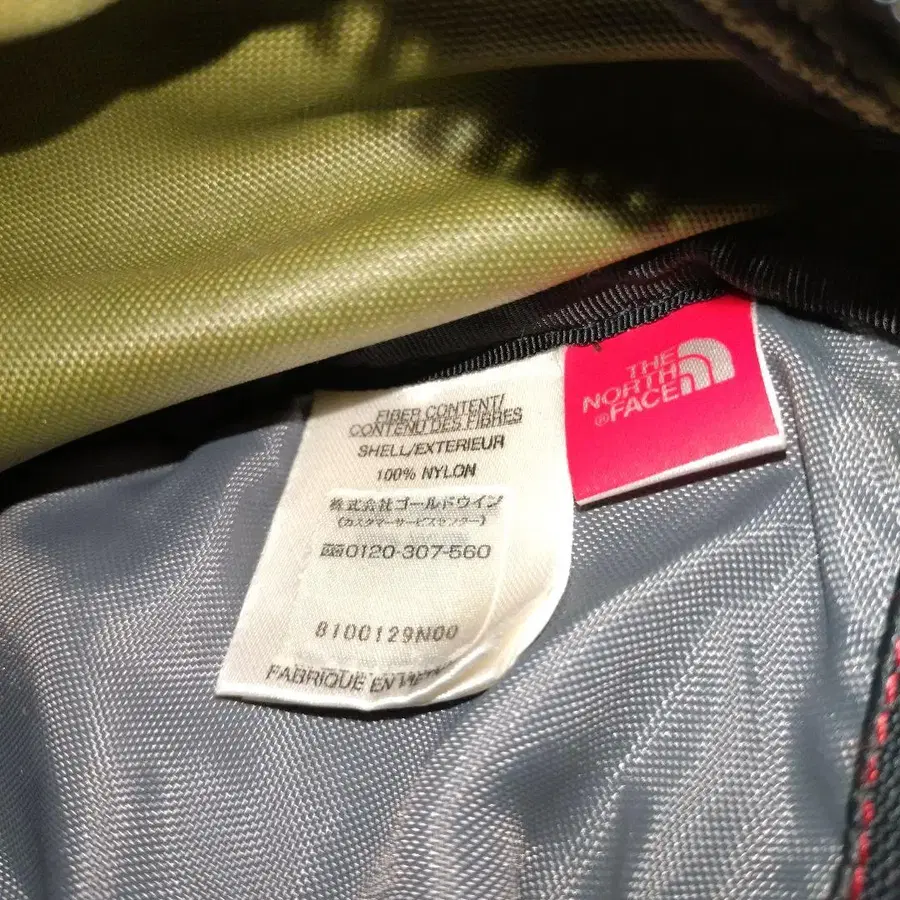 FIBER CONTENT/
CONTENU DES FIBRES
SHELL/EXTERIEUR
100% NYLON
株式会社ゴールドウイン
(カスタマーサービスセンター)
0120-307-560
8100129N00
FABRIQUE EN
THE
NORTH
®FACE